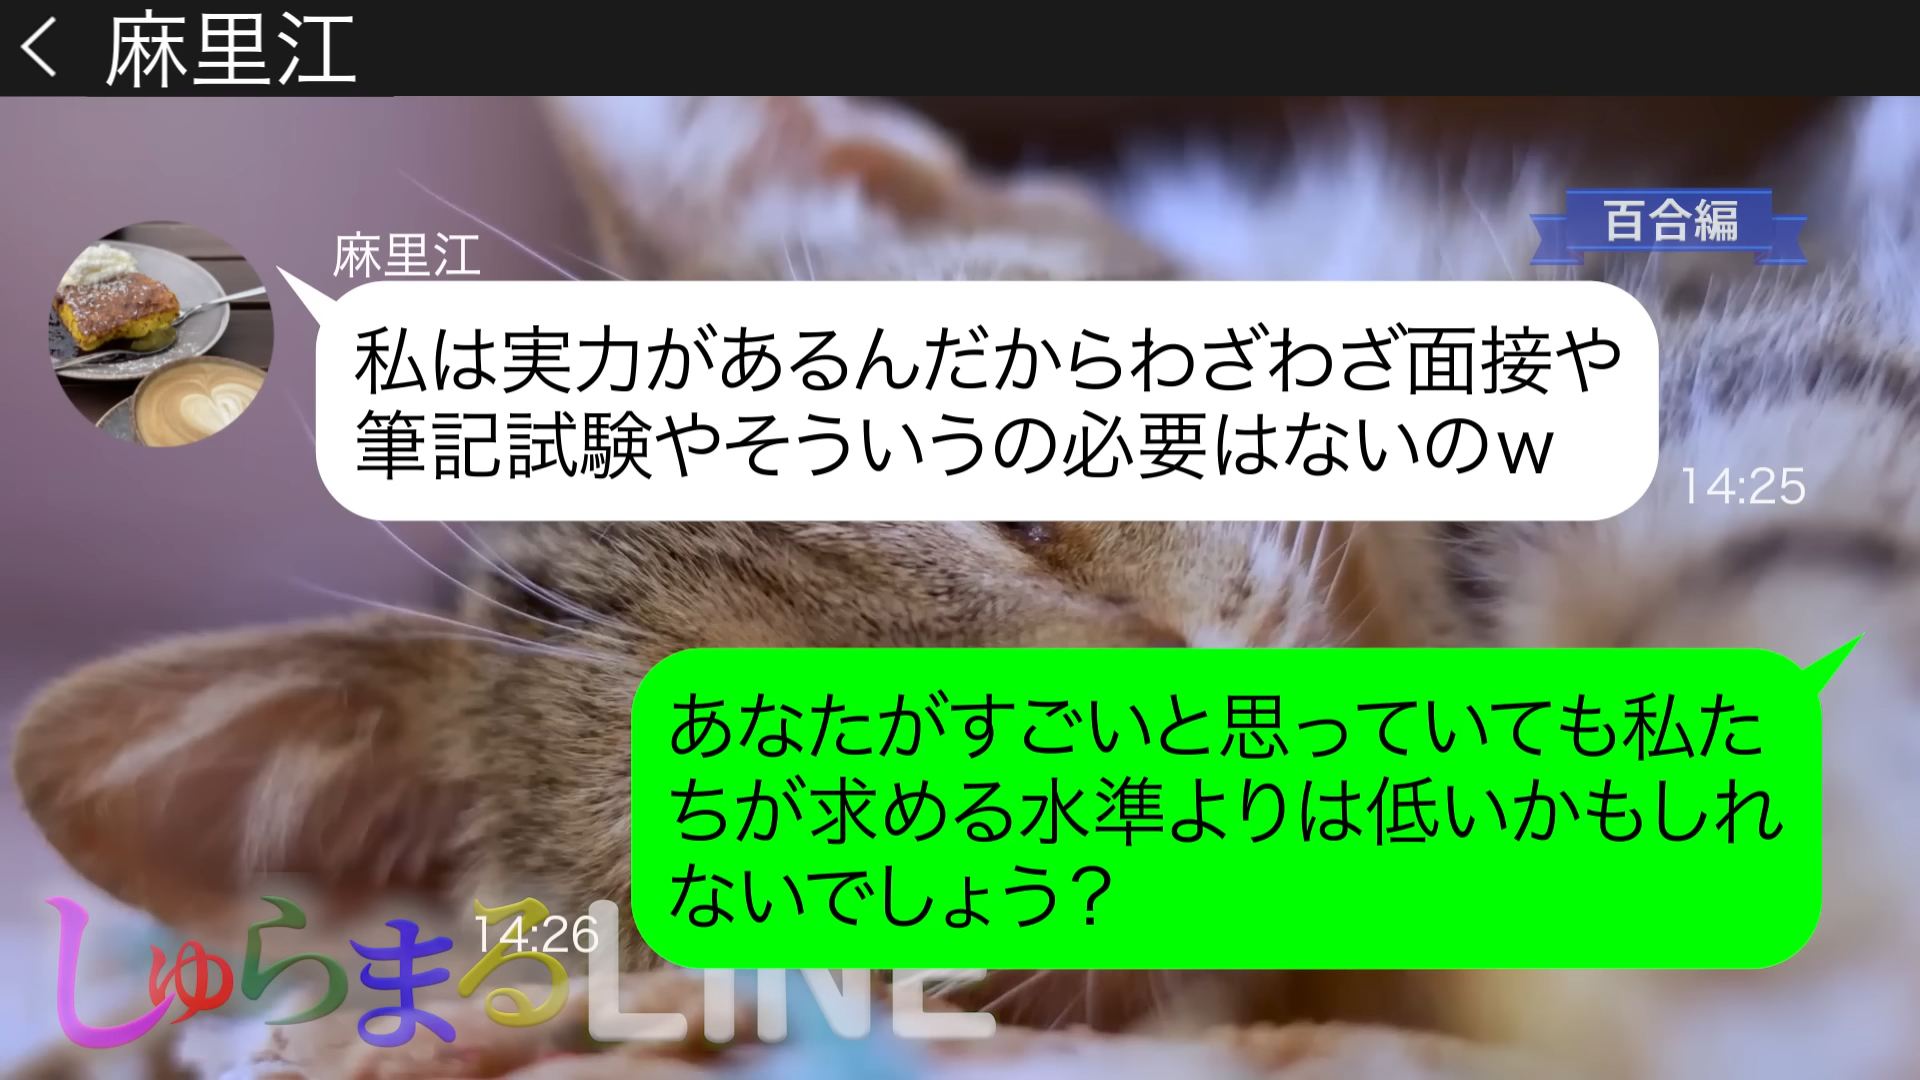 麻里江
百合編
麻里江
私は実力があるんだからわざわざ面接や
筆記試験やそういうの必要はないのw
14:25
あなたがすごいと思っていても私た
ちが求める水準よりは低いかもしれ
ないでしょう？
14:26
しゅらまるLINE